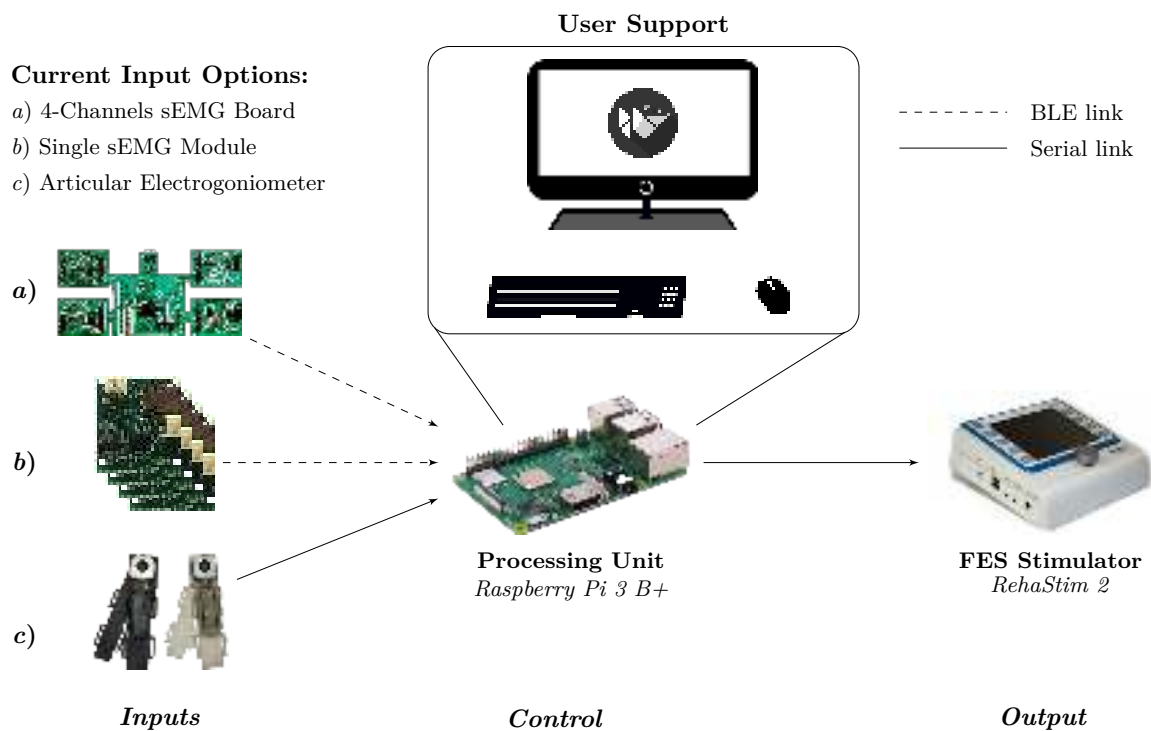 User Support
Current Input Options:
a) 4-Channels sEMG Board
b) Single sEMG Module
c) Articular Electrogoniometer
BLE link
Serial link
a)
b)
c)
Processing Unit
Raspberry Pi 3 B+
FES Stimulator
RehaStim 2
Inputs
Control
Output